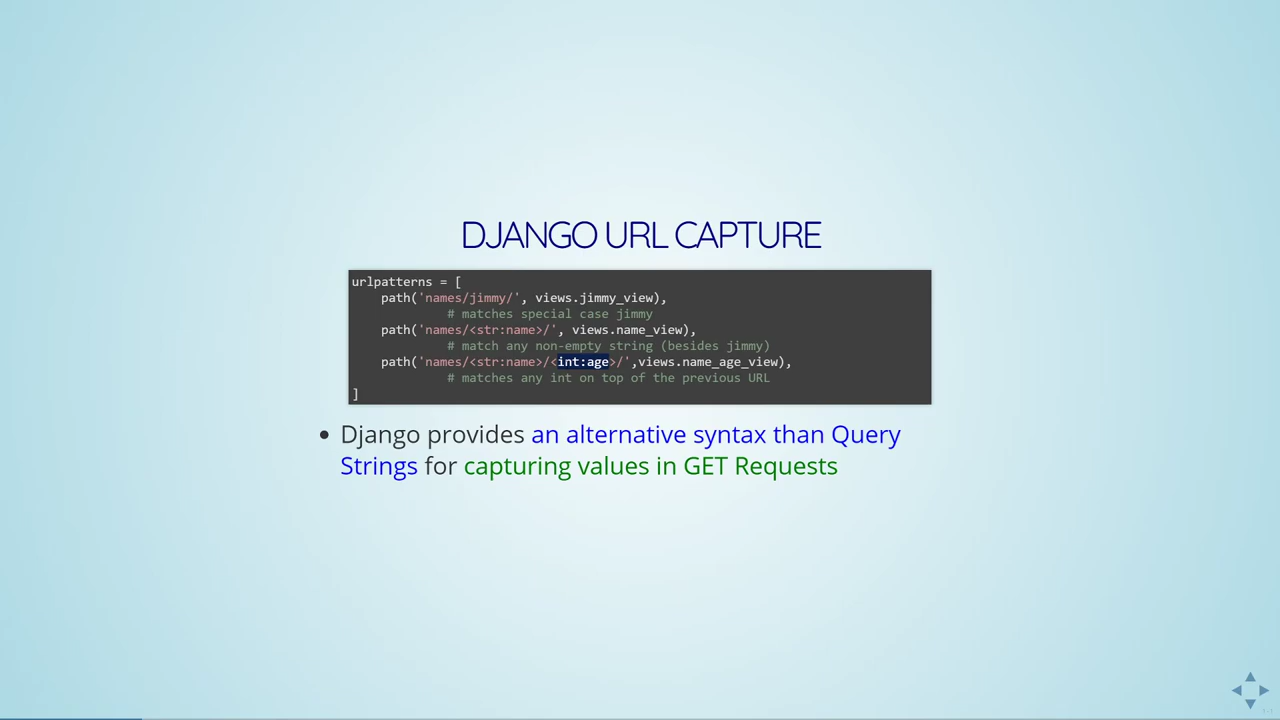 DJANGO URL CAPTURE
urlpatterns = [
    path('names/jimmy/', views.jimmy_view),
             # matches special case jimmy
    path('names/<str:name>/', views.name_view),
             # match any non-empty string (besides jimmy)
    path('names/<str:name>/<int:age>/',views.name_age_view),
             # matches any int on top of the previous URL
]
• Django provides an alternative syntax than Query
Strings for capturing values in GET Requests